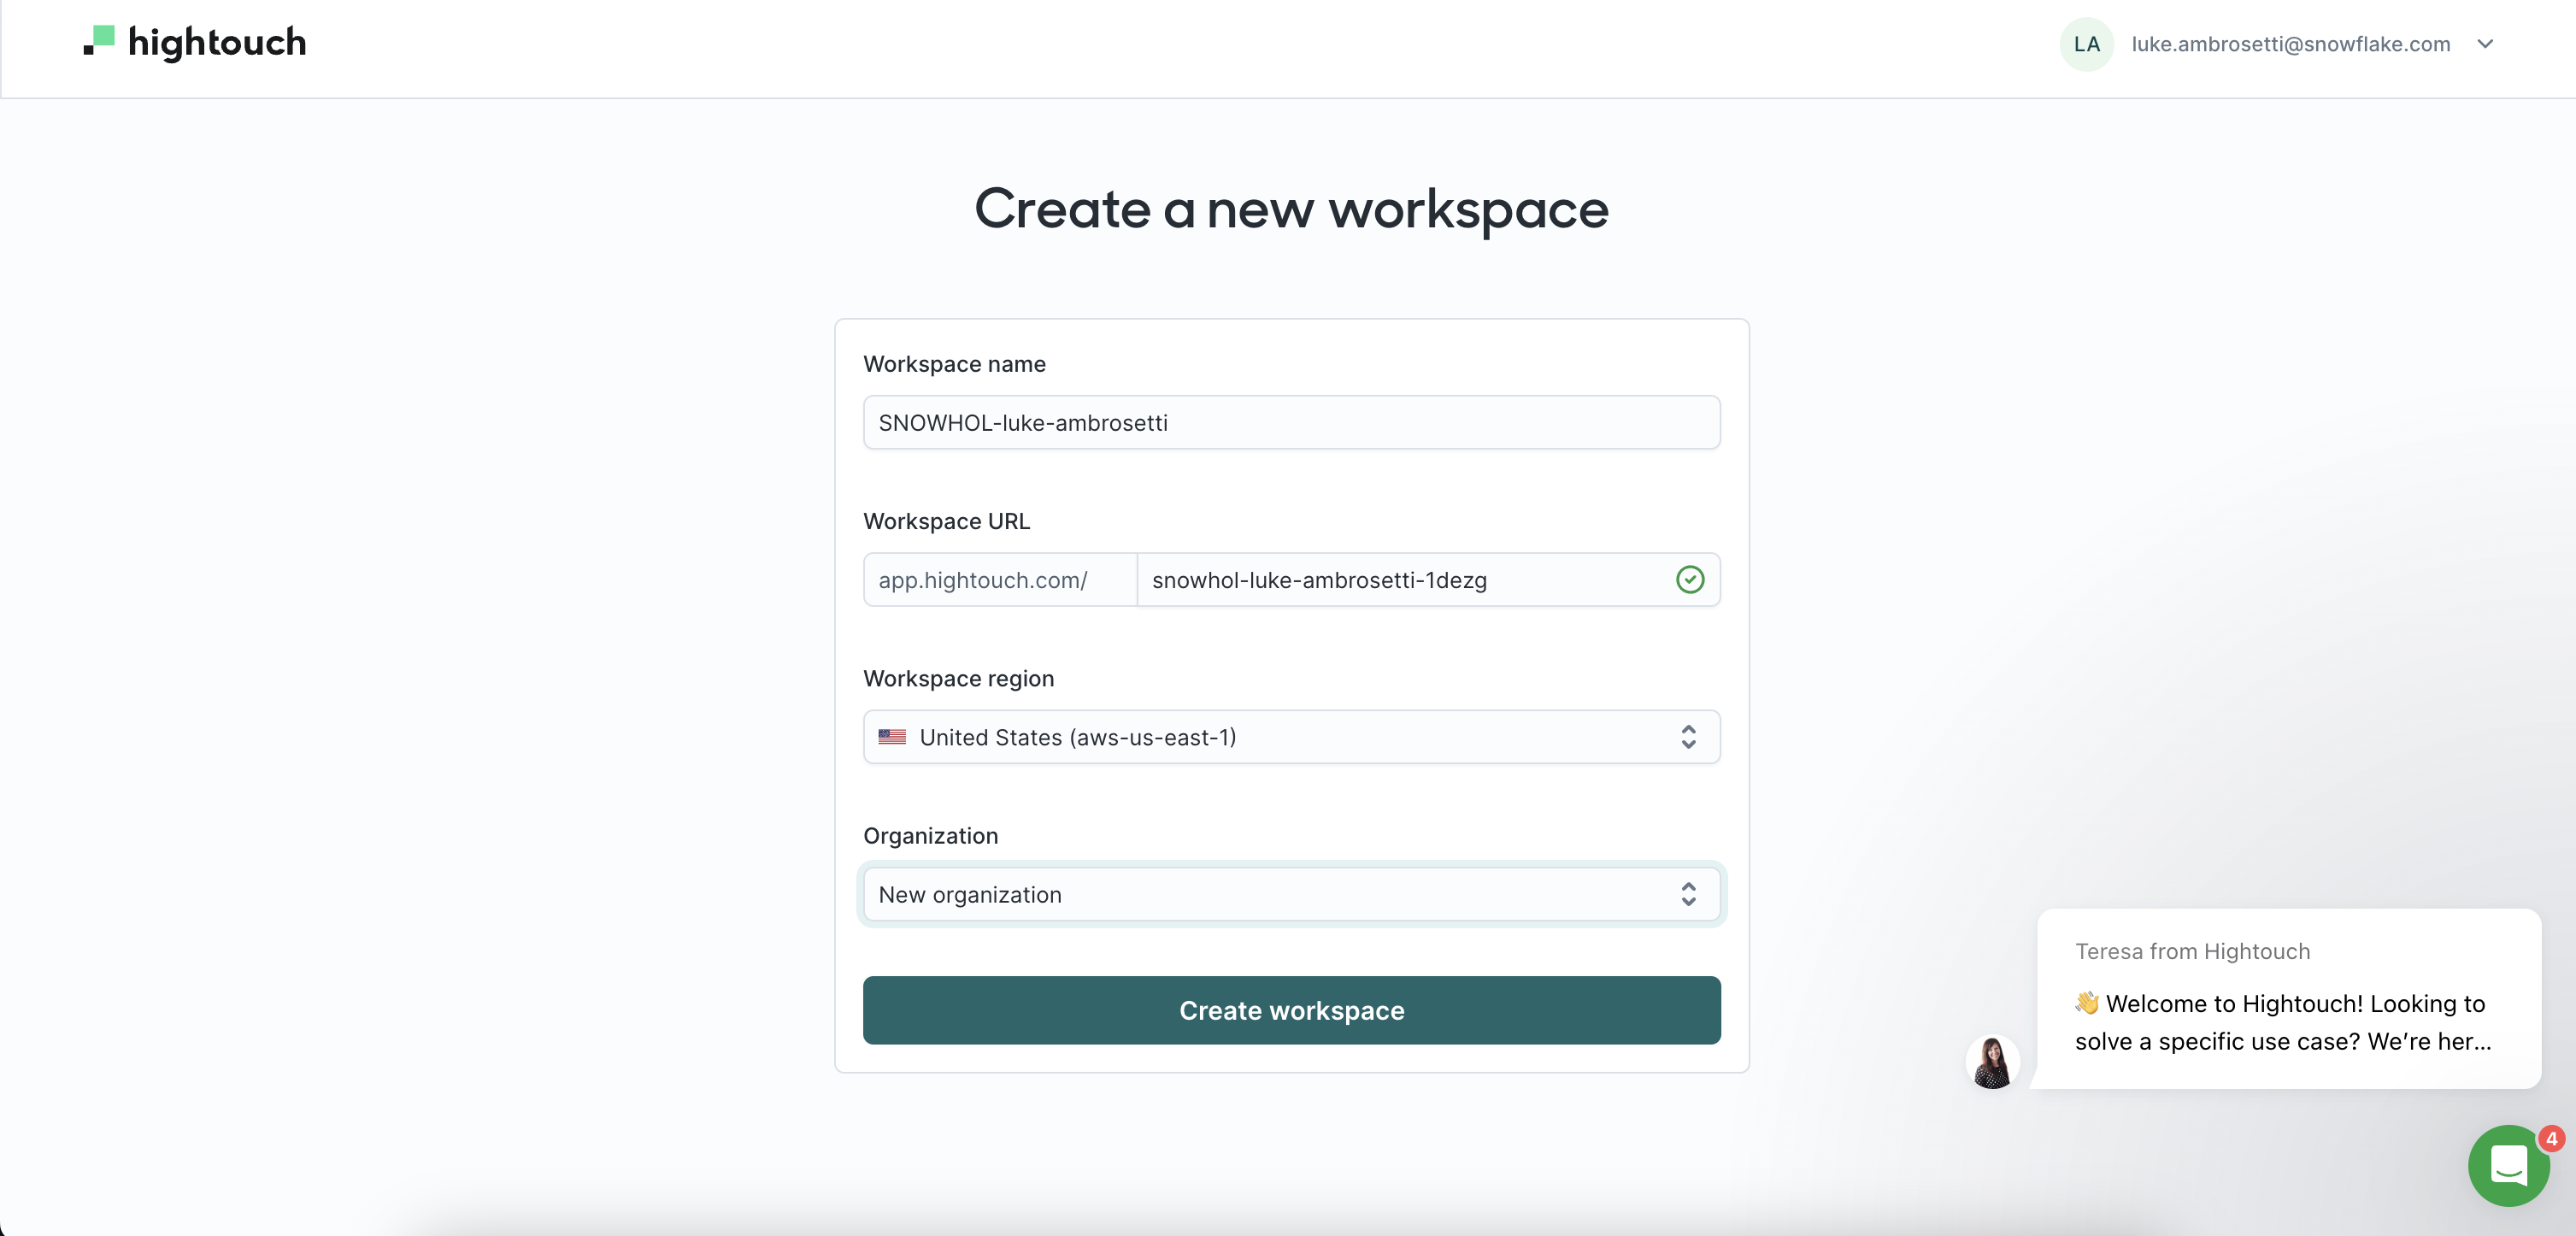 hightouch
LA
luke.ambrosetti@snowflake.com
Create a new workspace
Workspace name
SNOWHOL-luke-ambrosetti
Workspace URL
app.hightouch.com/
snowhol-luke-ambrosetti-1dezg
Workspace region
United States (aws-us-east-1)
Organization
New organization
Create workspace
Teresa from Hightouch
👋 Welcome to Hightouch! Looking to
solve a specific use case? We’re her...
4